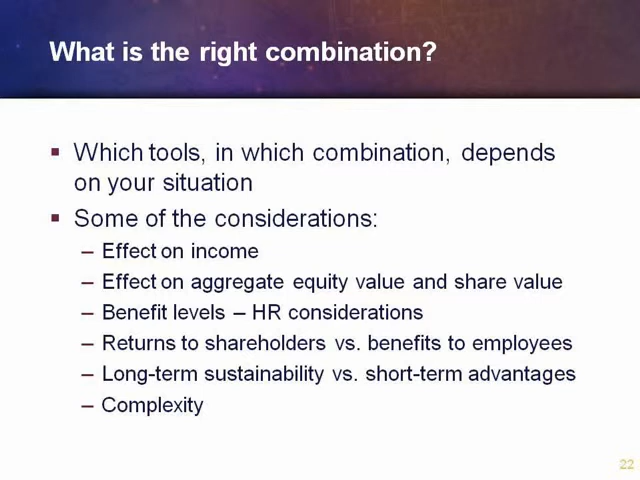 What is the right combination?
▪ Which tools, in which combination, depends
on your situation
▪ Some of the considerations:
– Effect on income
– Effect on aggregate equity value and share value
– Benefit levels – HR considerations
– Returns to shareholders vs. benefits to employees
– Long-term sustainability vs. short-term advantages
– Complexity
22